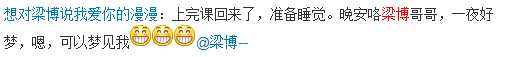 想对梁博说我爱你的漫漫：上完课回来了，准备睡觉。晚安咯梁博哥哥，一夜好
梦，嗯，可以梦见我@梁博--